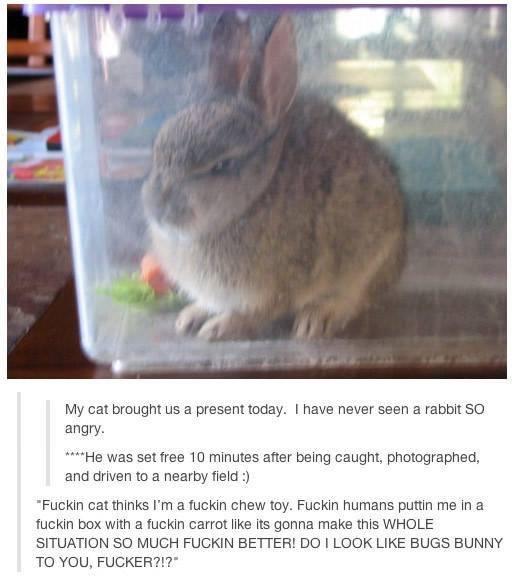 My cat brought us a present today.  I have never seen a rabbit SO
angry.
****He was set free 10 minutes after being caught, photographed,
and driven to a nearby field :)
"Fuckin cat thinks I'm a fuckin chew toy. Fuckin humans puttin me in a
fuckin box with a fuckin carrot like its gonna make this WHOLE
SITUATION SO MUCH FUCKIN BETTER! DO I LOOK LIKE BUGS BUNNY
TO YOU, FUCKER?!?"